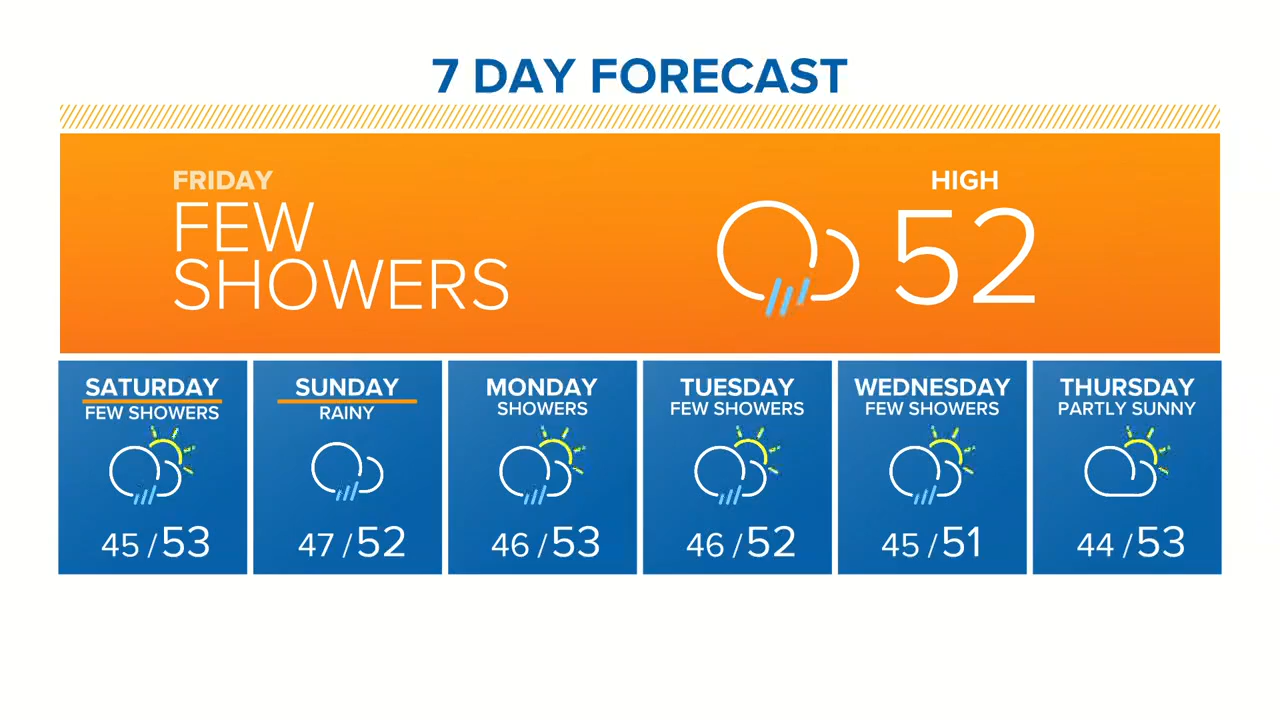 7 DAY FORECAST
FRIDAY
FEW
SHOWERS
HIGH
52
SATURDAY
FEW SHOWERS
45 / 53
SUNDAY
RAINY
47 / 52
MONDAY
SHOWERS
46 / 53
TUESDAY
FEW SHOWERS
46 / 52
WEDNESDAY
FEW SHOWERS
45 / 51
THURSDAY
PARTLY SUNNY
44 / 53